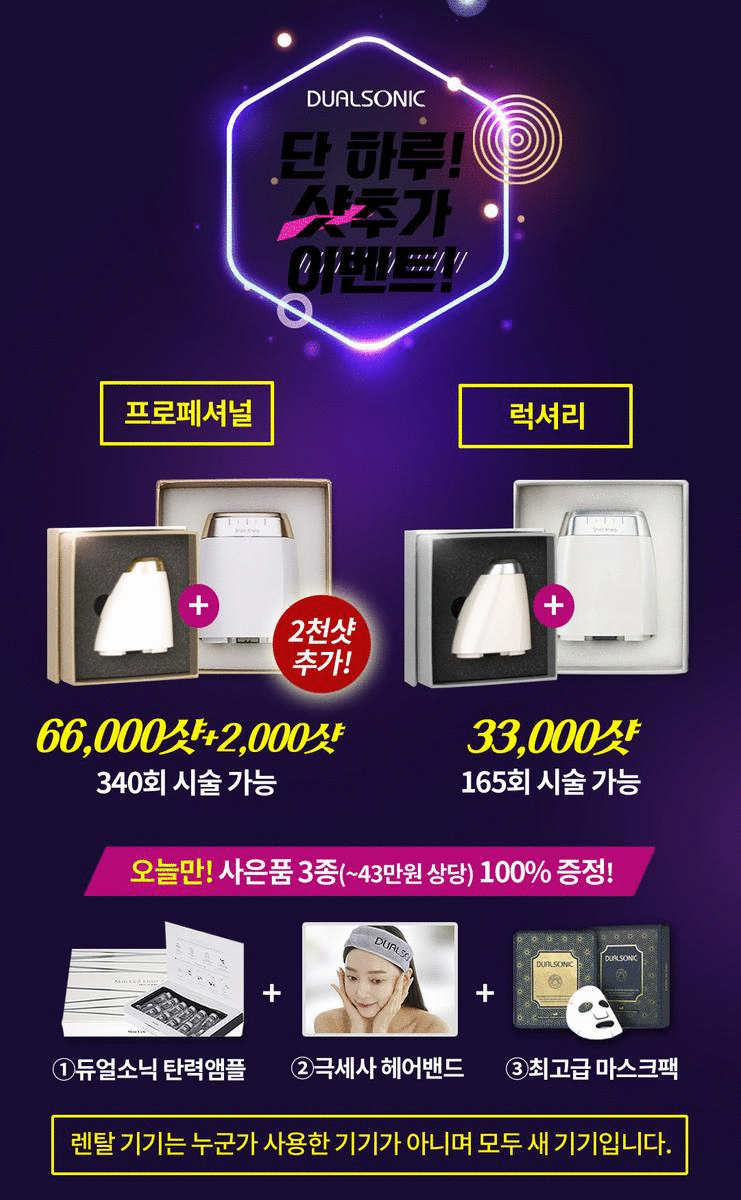 DUALSONIC
단 하루!
샷추가
이벤트!
프로페셔널
럭셔리
2천샷
추가!
66,000샷+2,000샷
33,000샷
340회 시술 가능
165회 시술 가능
오늘만! 사은품 3종(~43만원 상당) 100% 증정!
DUALSONIC
DUALSONIC
①듀얼소닉 탄력앰플
②극세사 헤어밴드
③최고급 마스크팩
렌탈 기기는 누군가 사용한 기기가 아니며 모두 새 기기입니다.